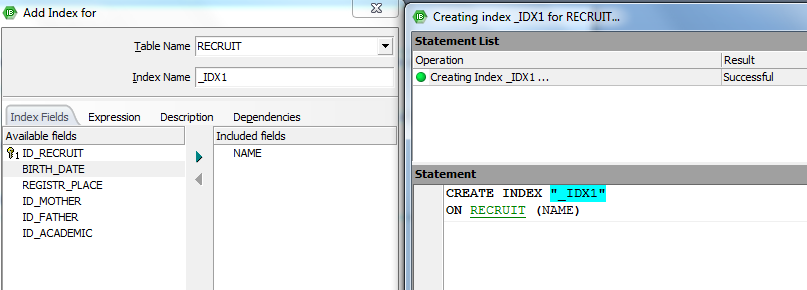 Add Index for
Table Name RECRUIT
Index Name _IDX1
Index Fields Expression Description Dependencies
Available fields
1 ID_RECRUIT
BIRTH_DATE
REGISTR_PLACE
ID_MOTHER
ID_FATHER
ID_ACADEMIC
Included fields
NAME
Creating index _IDX1 for RECRUIT...
Statement List
Operation Result
Creating Index _IDX1 ... Successful
Statement
CREATE INDEX "_IDX1"
ON RECRUIT (NAME)